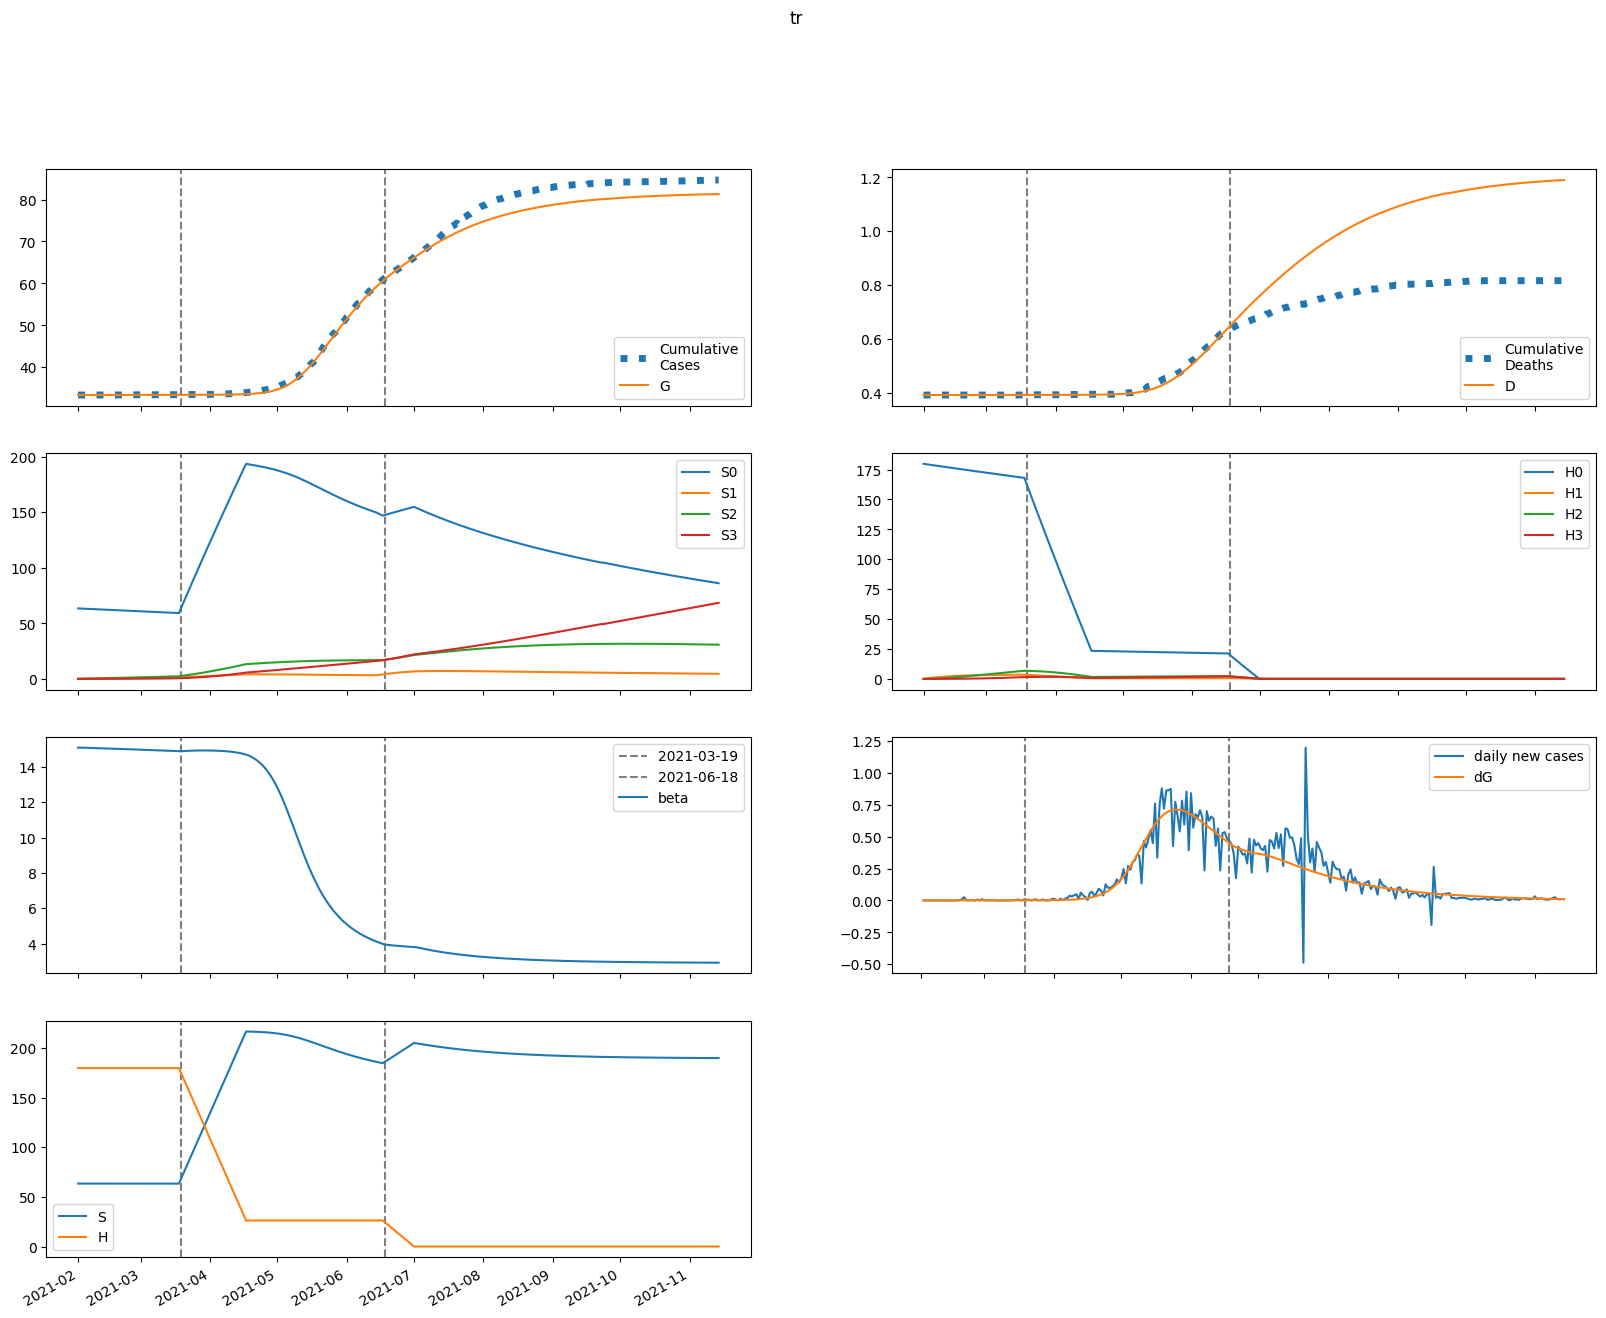 tr
80
70
60
50
40
Cumulative
Cases
G
1.2
1.0
0.8
0.6
0.4
Cumulative
Deaths
D
200
150
100
50
0
S0
S1
S2
S3
175
150
125
100
75
50
25
0
H0
H1
H2
H3
14
12
10
8
6
4
2021-03-19
2021-06-18
beta
1.25
1.00
0.75
0.50
0.25
0.00
−0.25
−0.50
daily new cases
dG
200
150
100
50
0
S
H
2021-02
2021-03
2021-04
2021-05
2021-06
2021-07
2021-08
2021-09
2021-10
2021-11